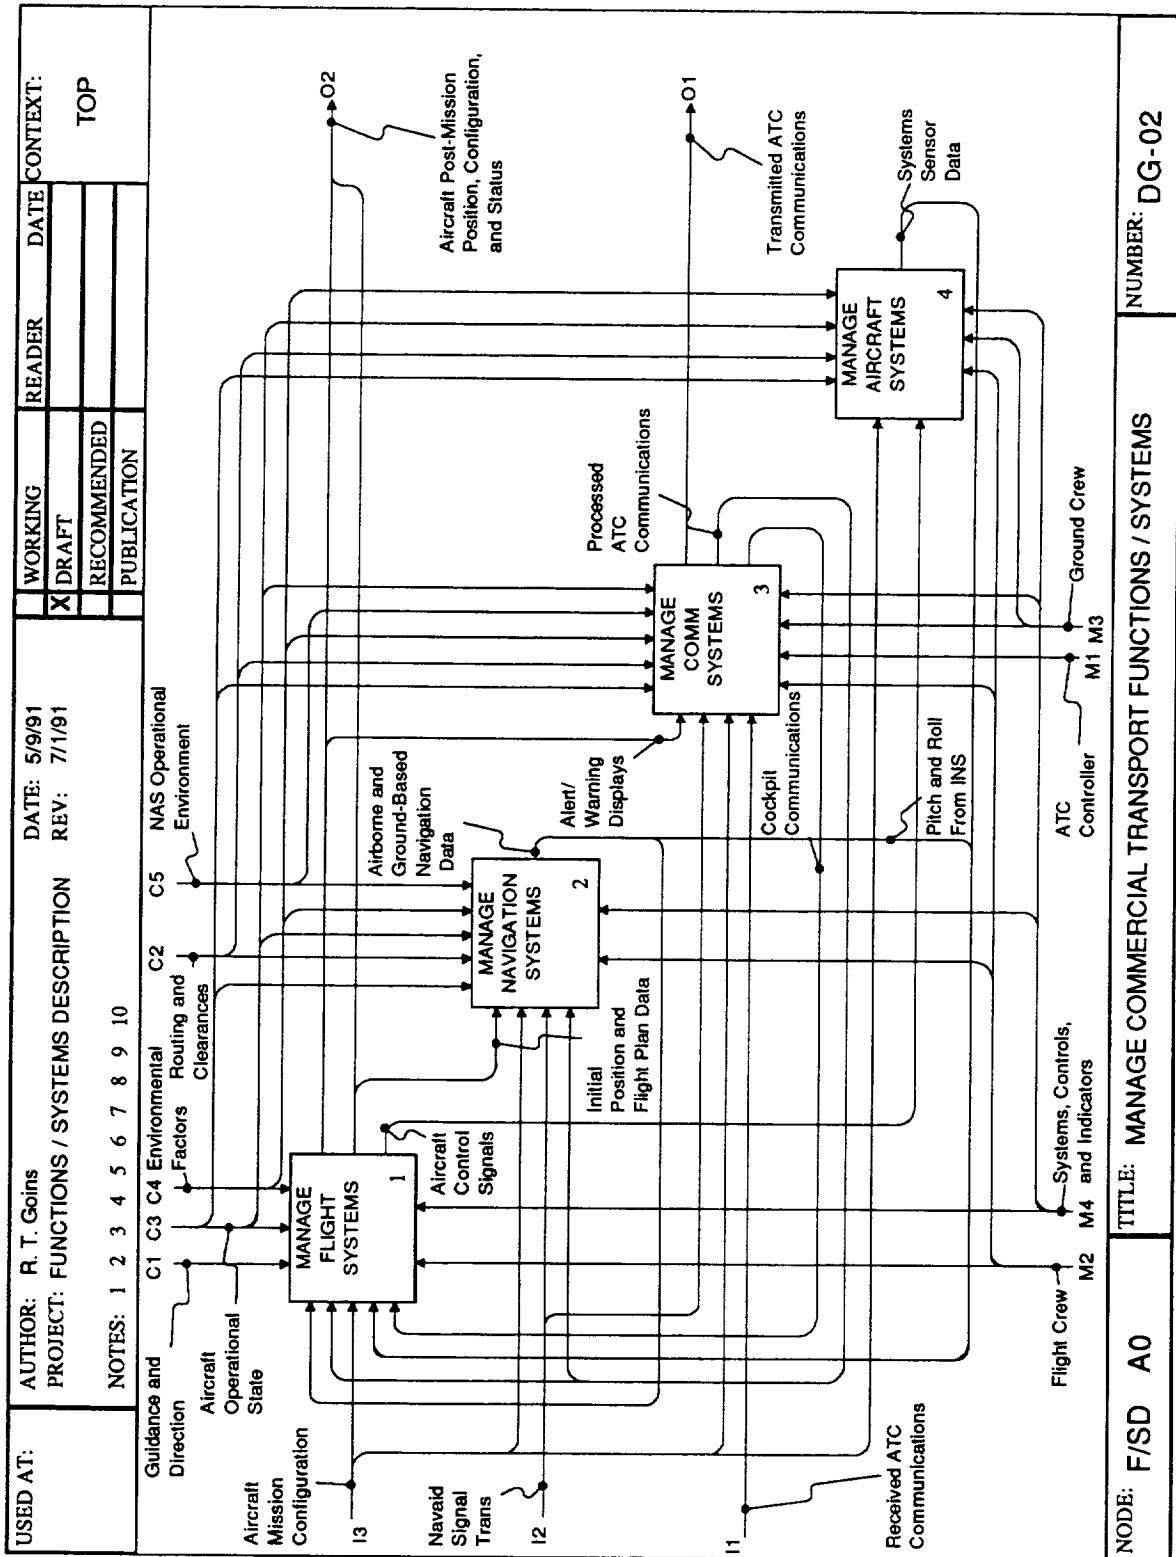 USED AT:
AUTHOR: R. T. Goins
DATE: 5/9/91
PROJECT: FUNCTIONS / SYSTEMS DESCRIPTION
REV: 7/1/91
NOTES: 1 2 3 4 5 6 7 8 9 10
WORKING
X DRAFT
RECOMMENDED
PUBLICATION
READER
DATE
CONTEXT:
TOP
Guidance and
Direction
C1
C3
C4
Environmental
Factors
Routing and
Clearances
C2
C5
NAS Operational
Environment
Aircraft
Operational
State
Aircraft
Mission
Configuration
I3
Navaid
Signal
Trans
I2
I1
Received ATC
Communications
MANAGE
FLIGHT
SYSTEMS
1
Aircraft
Control
Signals
Initial
Position and
Flight Plan Data
MANAGE
NAVIGATION
SYSTEMS
2
Airborne and
Ground-Based
Navigation
Data
Alert/
Warning
Displays
Cockpit
Communications
Pitch and Roll
From INS
MANAGE
COMM
SYSTEMS
3
Processed
ATC
Communications
MANAGE
AIRCRAFT
SYSTEMS
4
Systems
Sensor
Data
O2
Aircraft Post-Mission
Position, Configuration,
and Status
O1
Transmitted ATC
Communications
Flight Crew
M2
M4
Systems, Controls,
and Indicators
ATC
Controller
M1
M3
Ground Crew
NODE: F/SD A0
TITLE: MANAGE COMMERCIAL TRANSPORT FUNCTIONS / SYSTEMS
NUMBER: DG-02